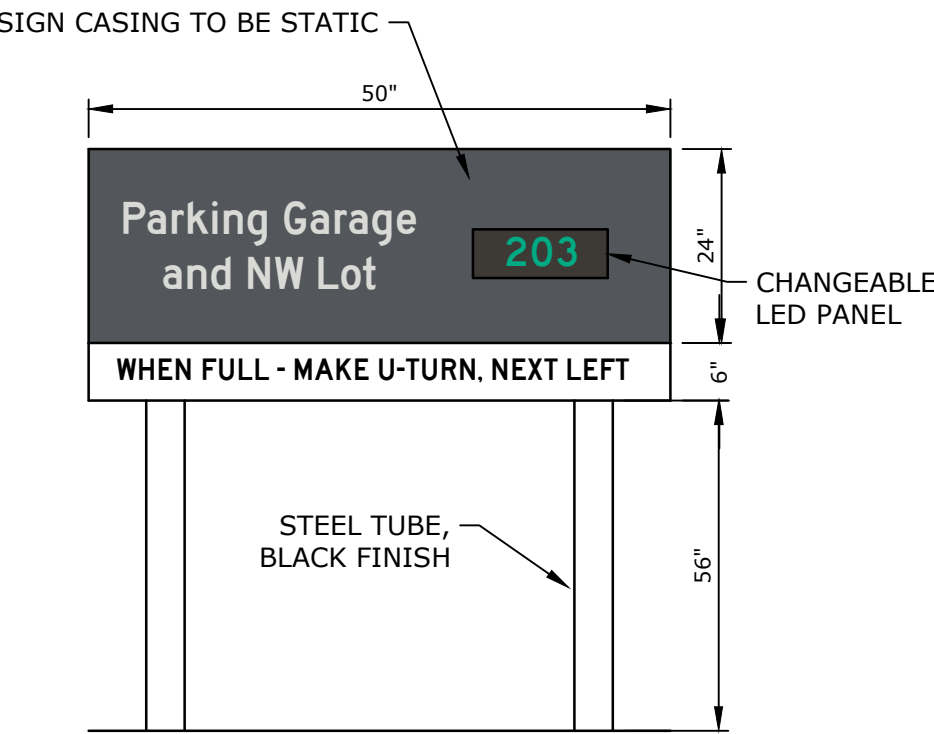 SIGN CASING TO BE STATIC
50"
Parking Garage
and NW Lot
203
24"
CHANGEABLE
LED PANEL
WHEN FULL - MAKE U-TURN, NEXT LEFT
6"
STEEL TUBE,
BLACK FINISH
56"